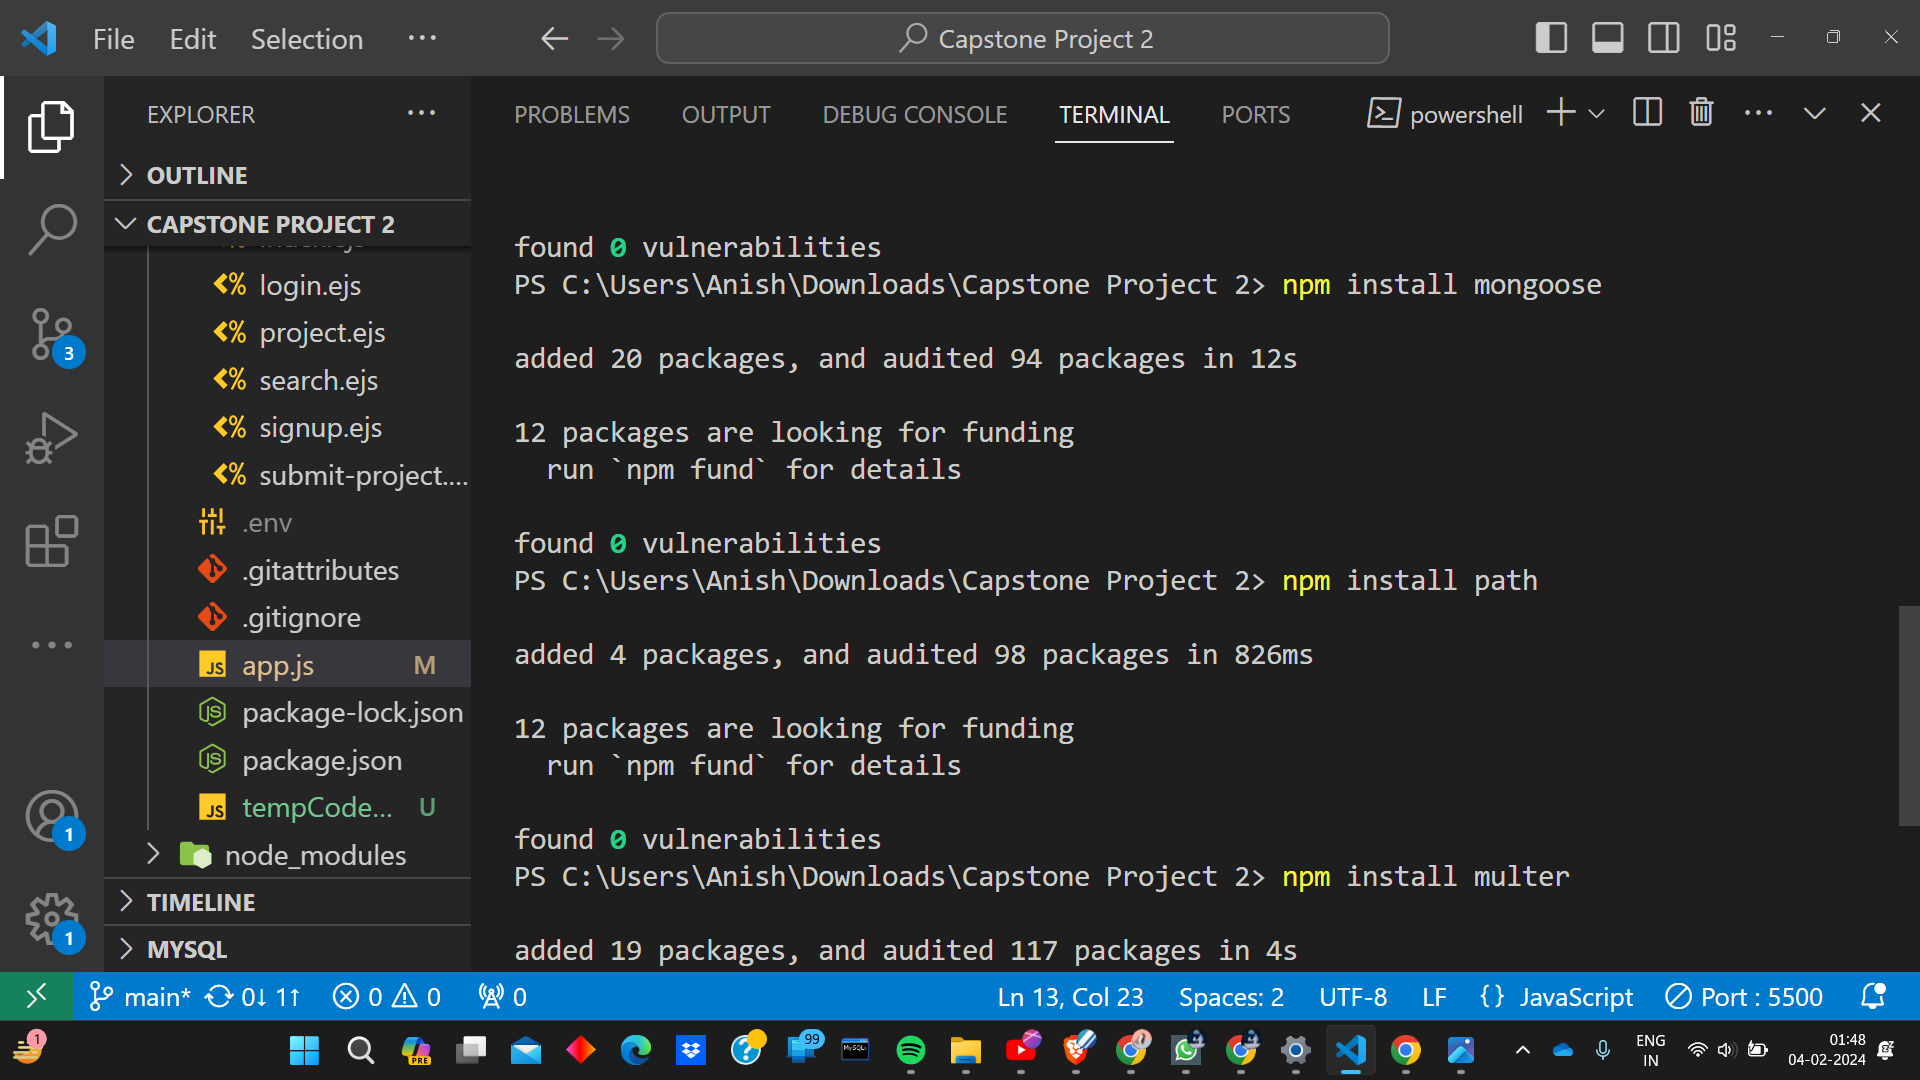 File Edit Selection ···
Capstone Project 2
EXPLORER ···
OUTLINE
CAPSTONE PROJECT 2
login.ejs
project.ejs
search.ejs
signup.ejs
submit-project....
.env
.gitattributes
.gitignore
app.js M
package-lock.json
package.json
tempCode... U
node_modules
TIMELINE
MYSQL
3
1
1
PROBLEMS OUTPUT DEBUG CONSOLE TERMINAL PORTS powershell
found 0 vulnerabilities
PS C:\Users\Anish\Downloads\Capstone Project 2> npm install mongoose
added 20 packages, and audited 94 packages in 12s
12 packages are looking for funding
run `npm fund` for details
found 0 vulnerabilities
PS C:\Users\Anish\Downloads\Capstone Project 2> npm install path
added 4 packages, and audited 98 packages in 826ms
12 packages are looking for funding
run `npm fund` for details
found 0 vulnerabilities
PS C:\Users\Anish\Downloads\Capstone Project 2> npm install multer
added 19 packages, and audited 117 packages in 4s
main* 0↓ 1↑ 0 0 0 Ln 13, Col 23 Spaces: 2 UTF-8 LF {} JavaScript Port : 5500
1 PRE 99 MySQL ENG 01:48
IN 04-02-2024